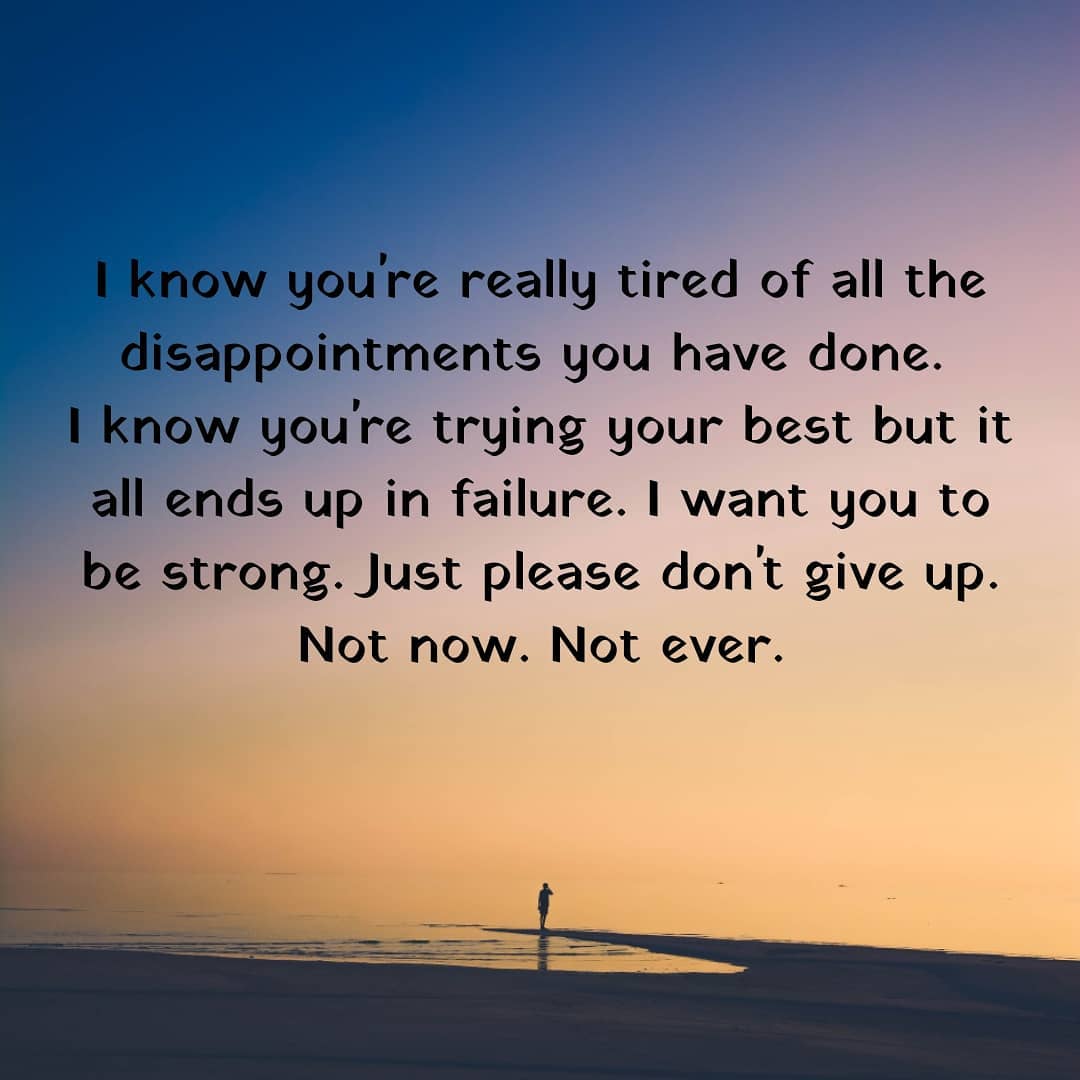 I know you're really tired of all the
disappointments you have done.
I know you're trying your best but it
all ends up in failure. I want you to
be strong. Just please don't give up.
Not now. Not ever.